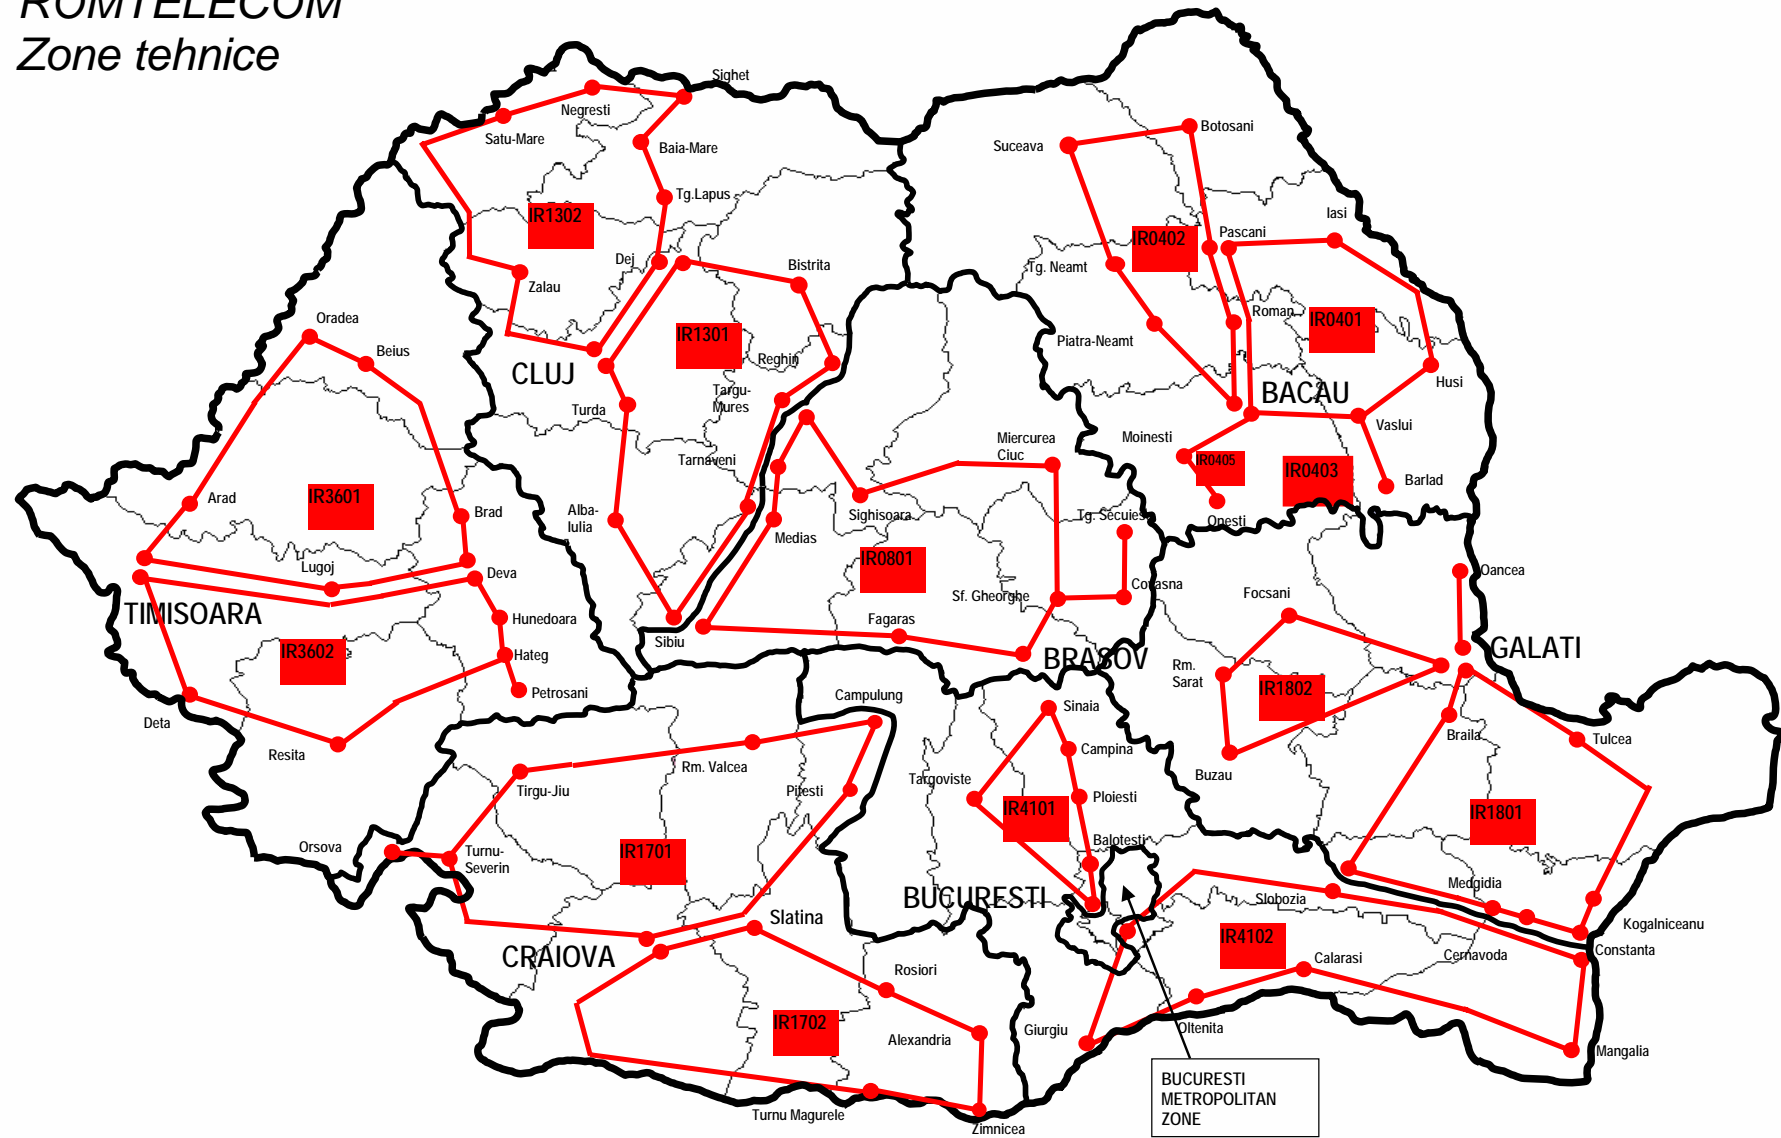 ROMTELECOM
Zone tehnice
Sighet
Negresti
Satu-Mare
Baia-Mare
Tg.Lapus
IR1302
Dej
Zalau
Bistrita
IR1301
Reghin
CLUJ
Targu-
Mures
Turda
Tarnaveni
Alba-
Iulia
Sibiu
Suceava
Botosani
Iasi
IR0402
Pascani
Tg. Neamt
Roman
IR0401
Piatra-Neamt
Husi
BACAU
Vaslui
Moinesti
IR0405
IR0403
Barlad
Onesti
Oradea
Beius
Arad
IR3601
Brad
Lugoj
Deva
TIMISOARA
Hunedoara
IR3602
Hateg
Petrosani
Deta
Resita
Miercurea
Ciuc
Sighisoara
Tg. Secuiesc
Medias
IR0801
Covasna
Sf. Gheorghe
Fagaras
BRASOV
Oancea
Focsani
GALATI
Rm.
Sarat
IR1802
Braila
Tulcea
Buzau
IR1801
Medgidia
Kogalniceanu
Constanta
Campulung
Sinaia
Rm. Valcea
Campina
Tirgu-Jiu
Pitesti
Targoviste
Ploiesti
IR4101
Balotesti
Orsova
Turnu-
Severin
IR1701
BUCURESTI
Slobozia
Slatina
IR4102
CRAIOVA
Cernavoda
Calarasi
Rosiori
IR1702
Alexandria
Giurgiu
Oltenita
Mangalia
Turnu Magurele
Zimnicea
BUCURESTI
METROPOLITAN
ZONE